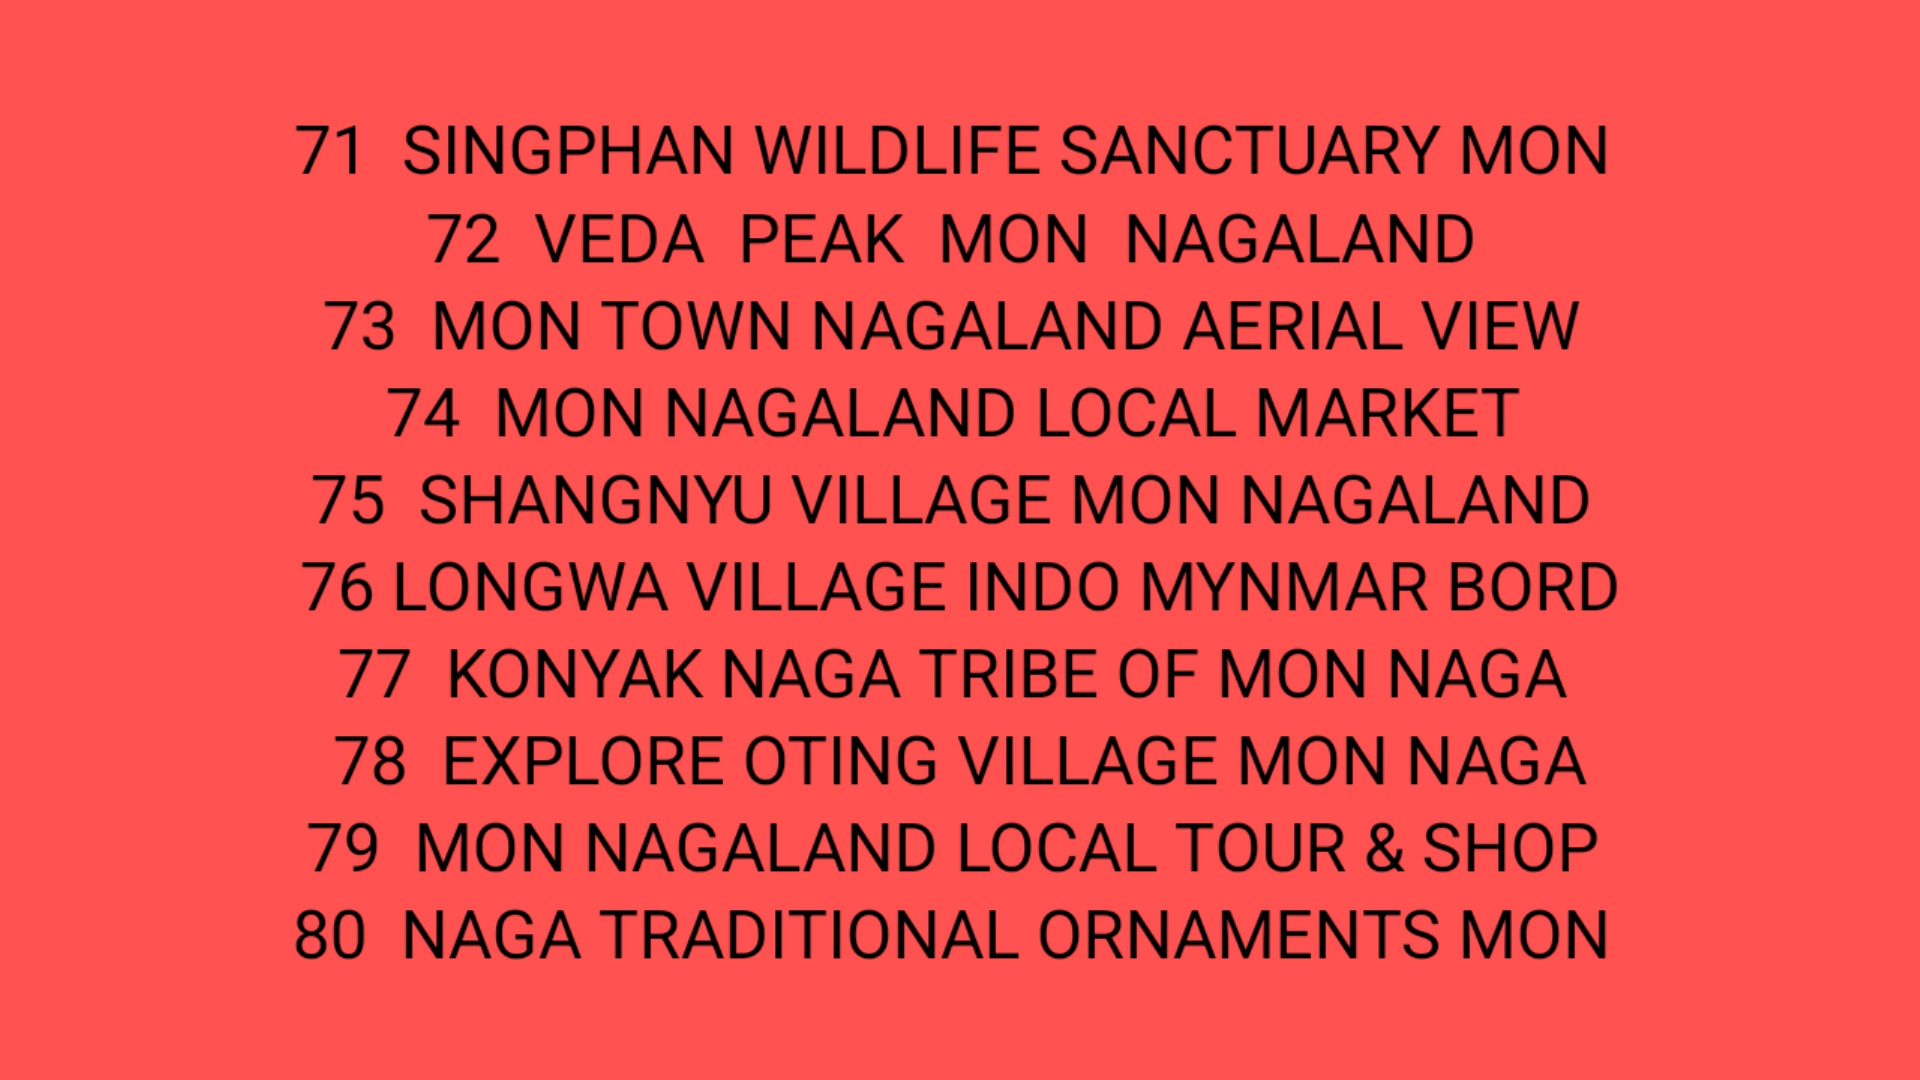 71  SINGPHAN WILDLIFE SANCTUARY MON
72  VEDA  PEAK  MON  NAGALAND
73  MON TOWN NAGALAND AERIAL VIEW
74  MON NAGALAND LOCAL MARKET
75  SHANGNYU VILLAGE MON NAGALAND
76 LONGWA VILLAGE INDO MYNMAR BORD
77  KONYAK NAGA TRIBE OF MON NAGA
78  EXPLORE OTING VILLAGE MON NAGA
79  MON NAGALAND LOCAL TOUR & SHOP
80  NAGA TRADITIONAL ORNAMENTS MON